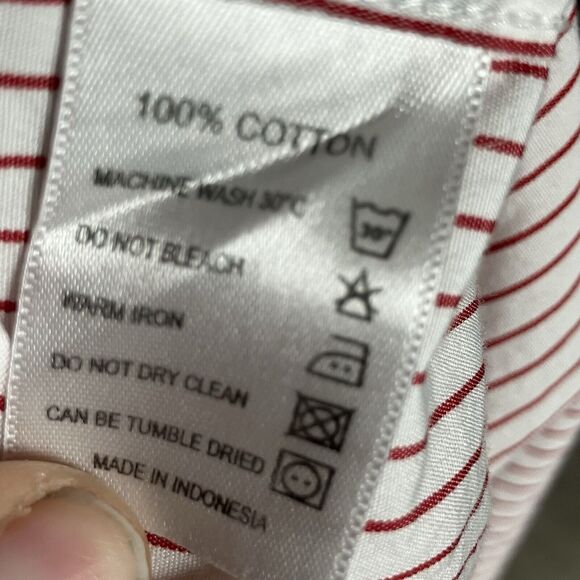 100% COTTON
MACHINE WASH 30°C
30°
DO NOT BLEACH
WARM IRON
DO NOT DRY CLEAN
CAN BE TUMBLE DRIED
MADE IN INDONESIA